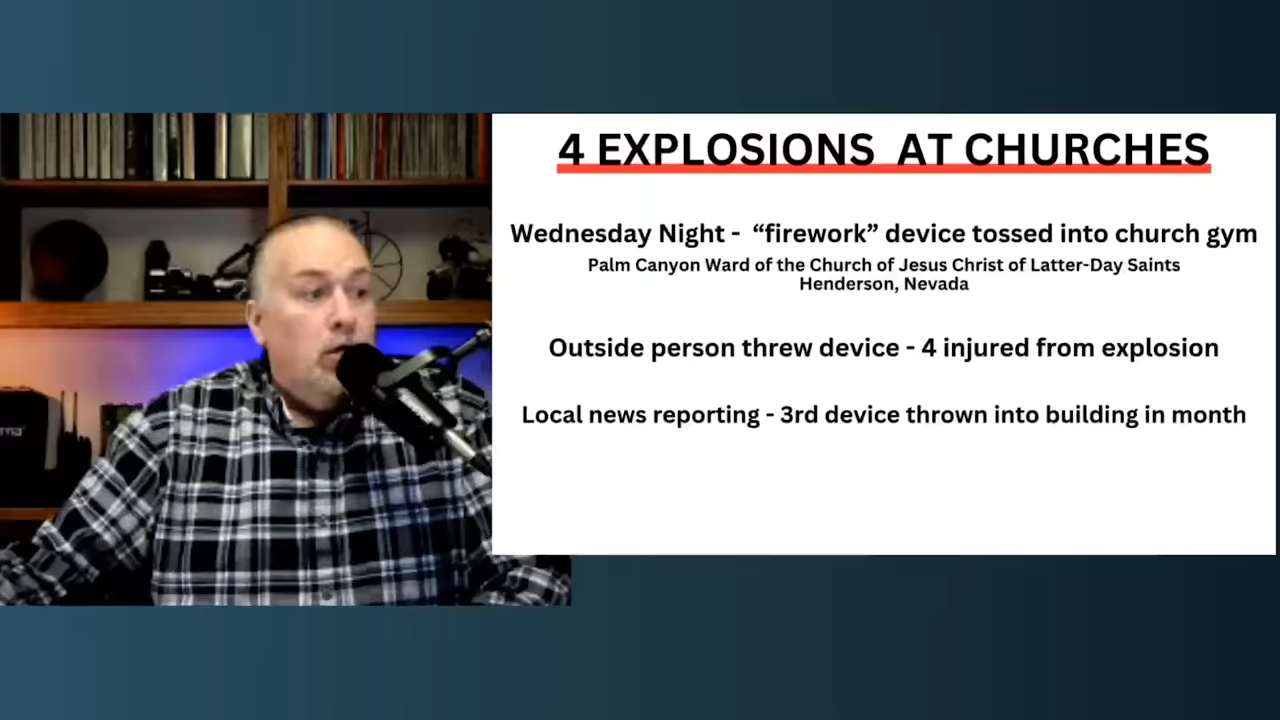 4 EXPLOSIONS AT CHURCHES
Wednesday Night - “firework” device tossed into church gym
Palm Canyon Ward of the Church of Jesus Christ of Latter-Day Saints
Henderson, Nevada
Outside person threw device - 4 injured from explosion
Local news reporting - 3rd device thrown into building in month